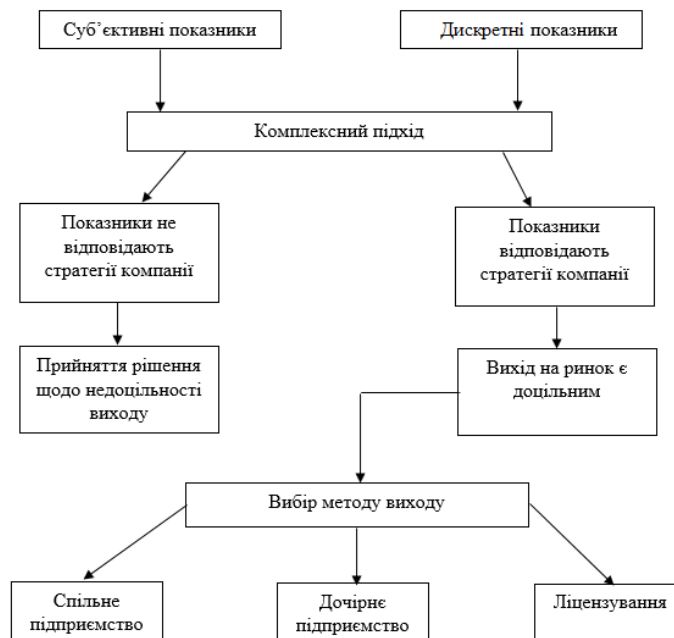 Суб’єктивні показники
Дискретні показники
Комплексний підхід
Показники не
відповідають
стратегії компанії
Показники
відповідають
стратегії компанії
Прийняття рішення
щодо недоцільності
виходу
Вихід на ринок є
доцільним
Вибір методу виходу
Спільне
підприємство
Дочірнє
підприємство
Ліцензування